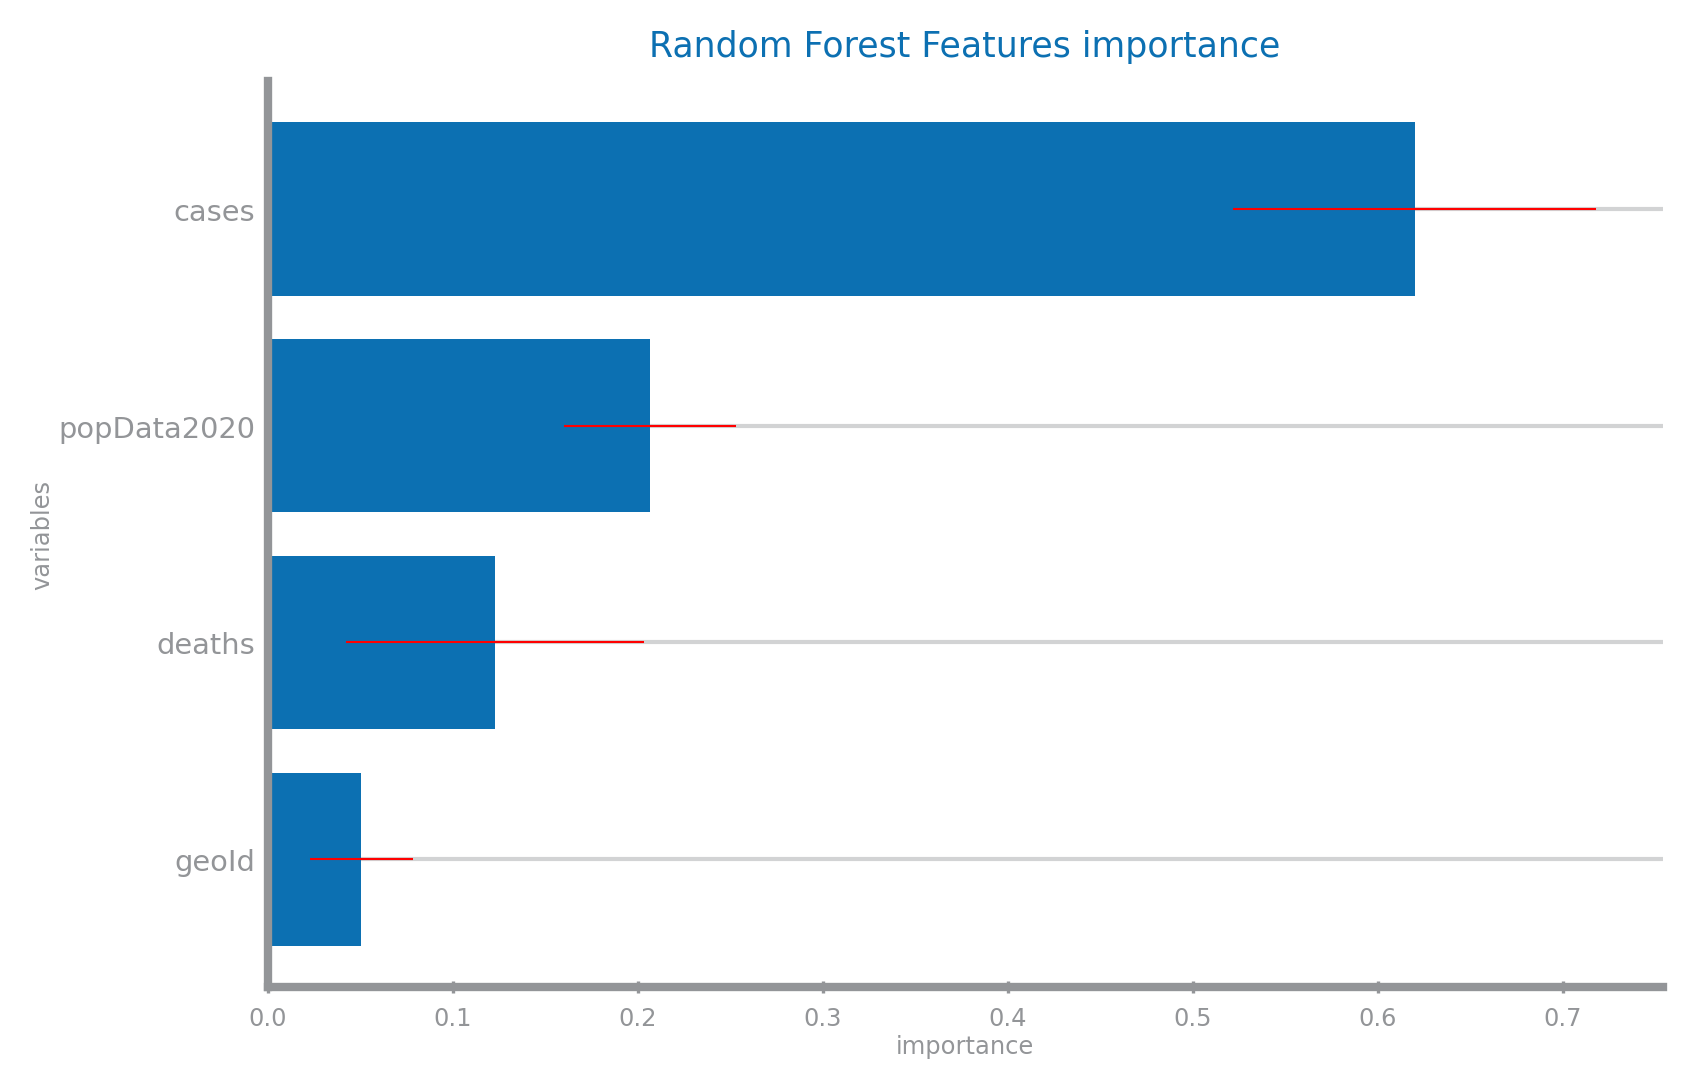 Random Forest Features importance
cases
popData2020
deaths
geoId
variables
0.0 0.1 0.2 0.3 0.4 0.5 0.6 0.7
importance